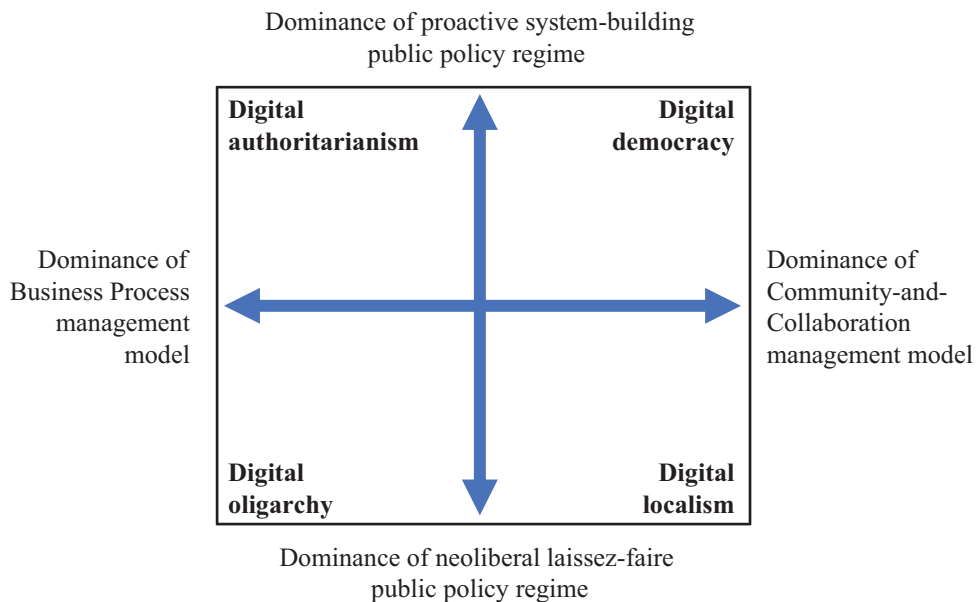 Dominance of proactive system-building
public policy regime
Digital
authoritarianism
Digital
democracy
Dominance of
Business Process
management
model
Dominance of
Community-and-
Collaboration
management model
Digital
oligarchy
Digital
localism
Dominance of neoliberal laissez-faire
public policy regime